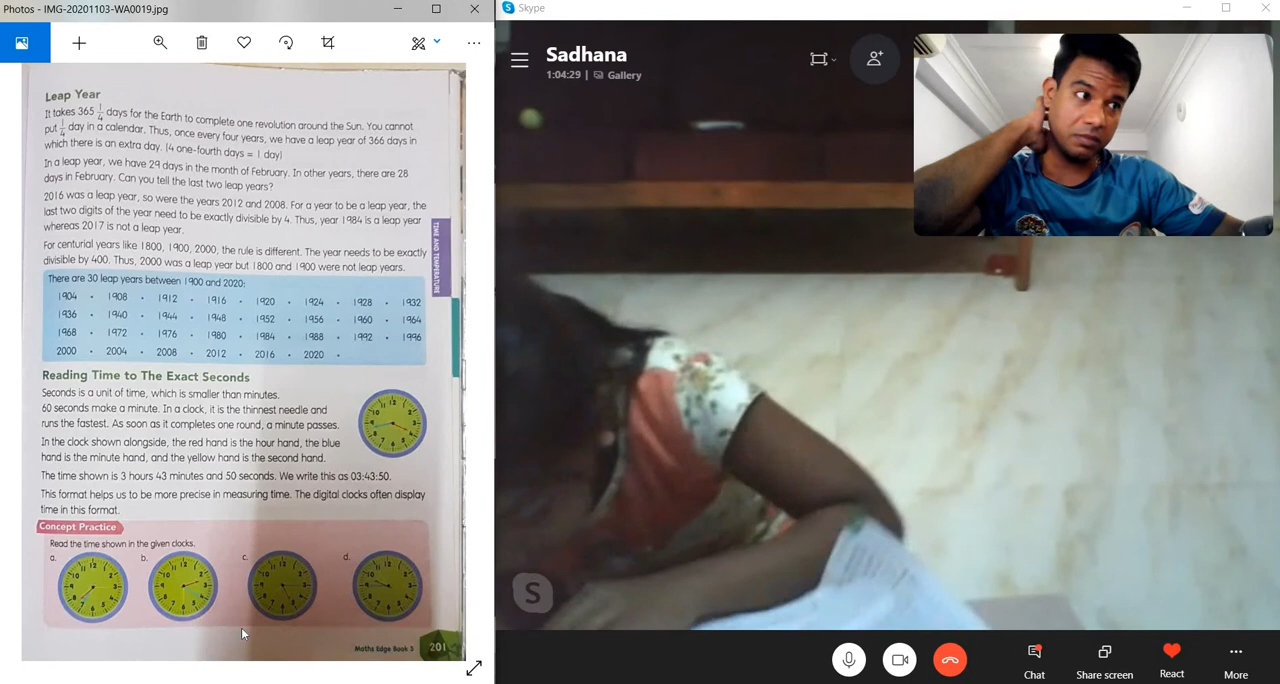 Photos - IMG-20201103-WA0019.jpg
Leap Year
It takes 365 1/4 days for the Earth to complete one revolution around the Sun. You cannot
put 1/4 day in a calendar. Thus, once every four years, we have a leap year of 366 days in
which there is an extra day. (4 one-fourth days = 1 day)
In a leap year, we have 29 days in the month of February. In other years, there are 28
days in February. Can you tell the last two leap years?
2016 was a leap year, so were the years 2012 and 2008. For a year to be a leap year, the
last two digits of the year need to be exactly divisible by 4. Thus, year 1984 is a leap year
whereas 2017 is not a leap year.
For centurial years like 1800, 1900, 2000, the rule is different. The year needs to be exactly
divisible by 400. Thus, 2000 was a leap year but 1800 and 1900 were not leap years.
There are 30 leap years between 1900 and 2020:
1904 • 1908 • 1912 • 1916 • 1920 • 1924 • 1928 • 1932
1936 • 1940 • 1944 • 1948 • 1952 • 1956 • 1960 • 1964
1968 • 1972 • 1976 • 1980 • 1984 • 1988 • 1992 • 1996
2000 • 2004 • 2008 • 2012 • 2016 • 2020 •
TIME AND TEMPERATURE
Reading Time to The Exact Seconds
Seconds is a unit of time, which is smaller than minutes.
60 seconds make a minute. In a clock, it is the thinnest needle and
runs the fastest. As soon as it completes one round, a minute passes.
In the clock shown alongside, the red hand is the hour hand, the blue
hand is the minute hand, and the yellow hand is the second hand.
The time shown is 3 hours 43 minutes and 50 seconds. We write this as 03:43:50.
This format helps us to be more precise in measuring time. The digital clocks often display
time in this format.
Concept Practice
Read the time shown in the given clocks.
a. b. c. d.
Maths Edge Book 3 201
Skype
Sadhana
1:04:29 | Gallery
Chat
Share screen
React
More